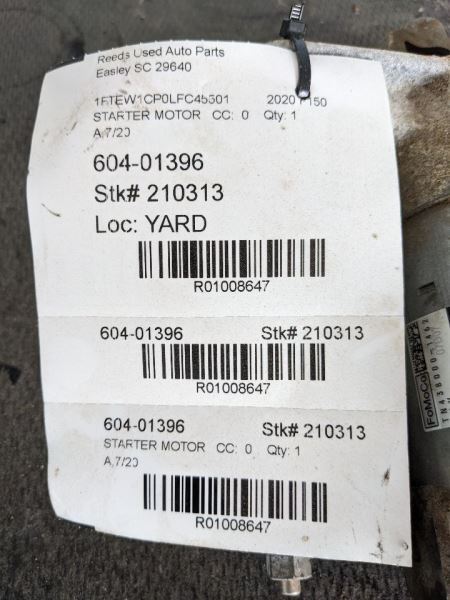 Reeds Used Auto Parts
Easley SC 29640
2020 F150
STARTER MOTOR CC: 0 Qty: 1
A,7/20
604-01396
Stk# 210313
Loc: YARD
R01008647
604-01396 Stk# 210313
R01008647
604-01396 Stk# 210313
STARTER MOTOR CC: 0 Qty: 1
A,7/20
R01008647
FoMoCo